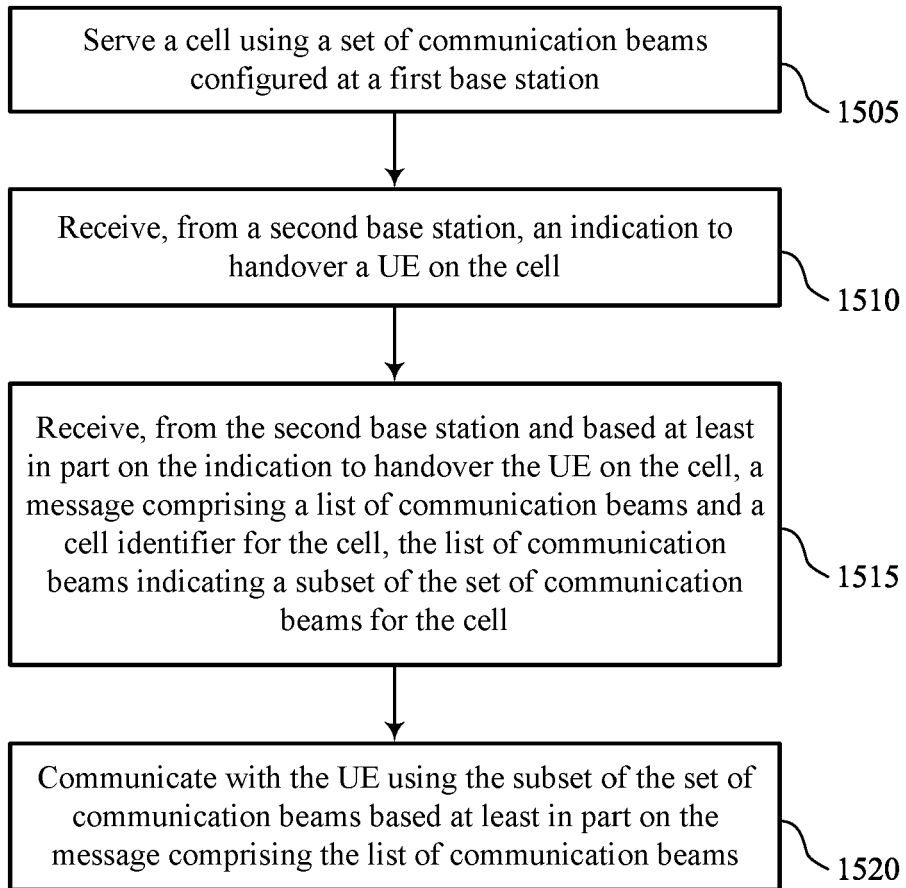 Serve a cell using a set of communication beams
configured at a first base station
1505
Receive, from a second base station, an indication to
handover a UE on the cell
1510
Receive, from the second base station and based at least
in part on the indication to handover the UE on the cell, a
message comprising a list of communication beams and a
cell identifier for the cell, the list of communication
beams indicating a subset of the set of communication
beams for the cell
1515
Communicate with the UE using the subset of the set of
communication beams based at least in part on the
message comprising the list of communication beams
1520